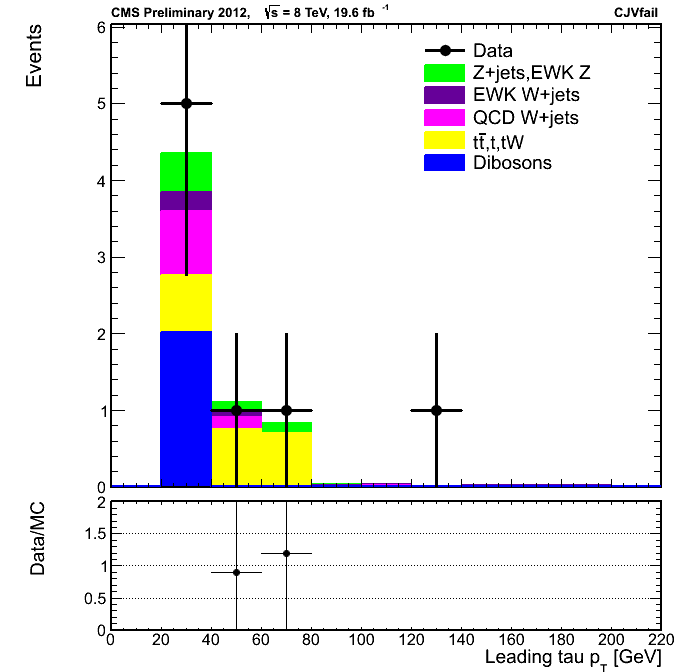 CMS Preliminary 2012, √s = 8 TeV, 19.6 fb⁻¹ CJVfail
Events
6
5
4
3
2
1
0
Data
Z+jets,EWK Z
EWK W+jets
QCD W+jets
tt̄,t,tW
Dibosons
Data/MC
2
1.5
1
0.5
0
0 20 40 60 80 100 120 140 160 180 200 220
Leading tau p_T [GeV]